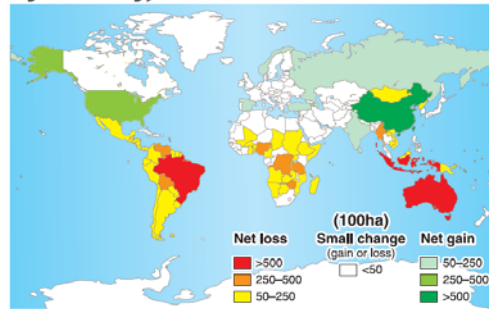 (100ha)
Net loss Small change Net gain
(gain or loss)
>500 <50 50–250
250–500 250–500
50–250 >500